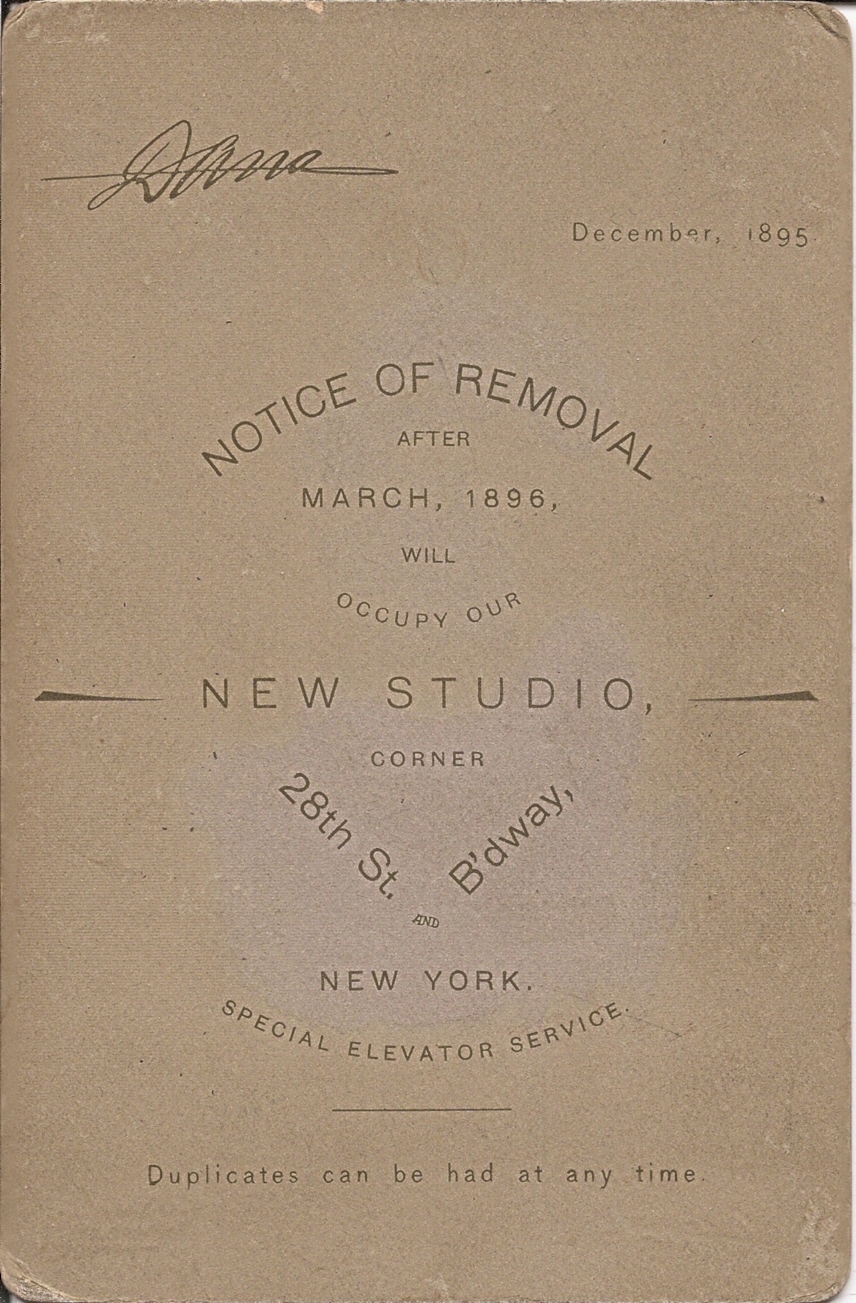 Dana
December, 1895.
NOTICE OF REMOVAL
AFTER
MARCH, 1896,
WILL
OCCUPY OUR
NEW STUDIO,
CORNER
28th St. AND B'dway,
NEW YORK.
SPECIAL ELEVATOR SERVICE.
Duplicates can be had at any time.